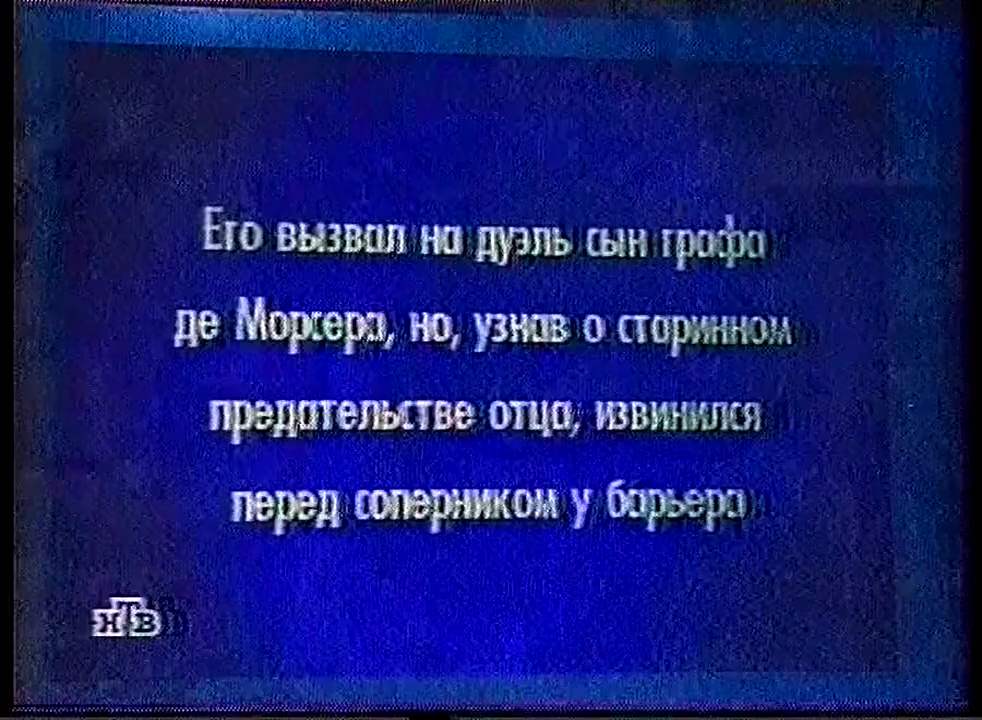 Его вызвал на дуэль сын графа
де Морсера, но, узнав о старинном
предательстве отца, извинился
перед соперником у барьера
НТВ